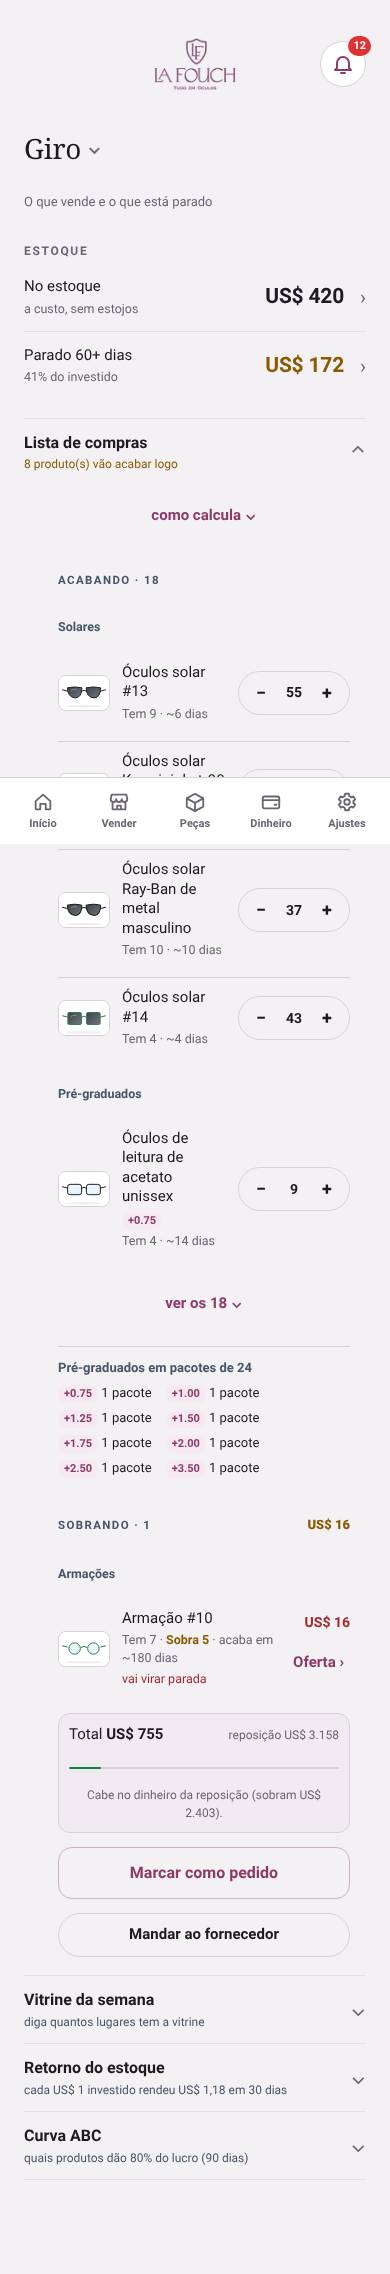 LA FOUCH
TUDO EM ÓCULOS
12
Giro
O que vende e o que está parado
ESTOQUE
No estoque
a custo, sem estojos
US$ 420 ›
Parado 60+ dias
41% do investido
US$ 172 ›
Lista de compras
8 produto(s) vão acabar logo
como calcula
ACABANDO · 18
Solares
Óculos solar
#13
Tem 9 · ~6 dias
− 55 +
Óculos solar
Início Vender Peças Dinheiro Ajustes
Óculos solar
Ray-Ban de
metal
masculino
Tem 10 · ~10 dias
− 37 +
Óculos solar
#14
Tem 4 · ~4 dias
− 43 +
Pré-graduados
Óculos de
leitura de
acetato
unissex
+0.75
Tem 4 · ~14 dias
− 9 +
ver os 18
Pré-graduados em pacotes de 24
+0.75 1 pacote +1.00 1 pacote
+1.25 1 pacote +1.50 1 pacote
+1.75 1 pacote +2.00 1 pacote
+2.50 1 pacote +3.50 1 pacote
SOBRANDO · 1 US$ 16
Armações
Armação #10
Tem 7 · Sobra 5 · acaba em
~180 dias
vai virar parada
US$ 16
Oferta ›
Total US$ 755 reposição US$ 3.158
Cabe no dinheiro da reposição (sobram US$
2.403).
Marcar como pedido
Mandar ao fornecedor
Vitrine da semana
diga quantos lugares tem a vitrine
Retorno do estoque
cada US$ 1 investido rendeu US$ 1,18 em 30 dias
Curva ABC
quais produtos dão 80% do lucro (90 dias)